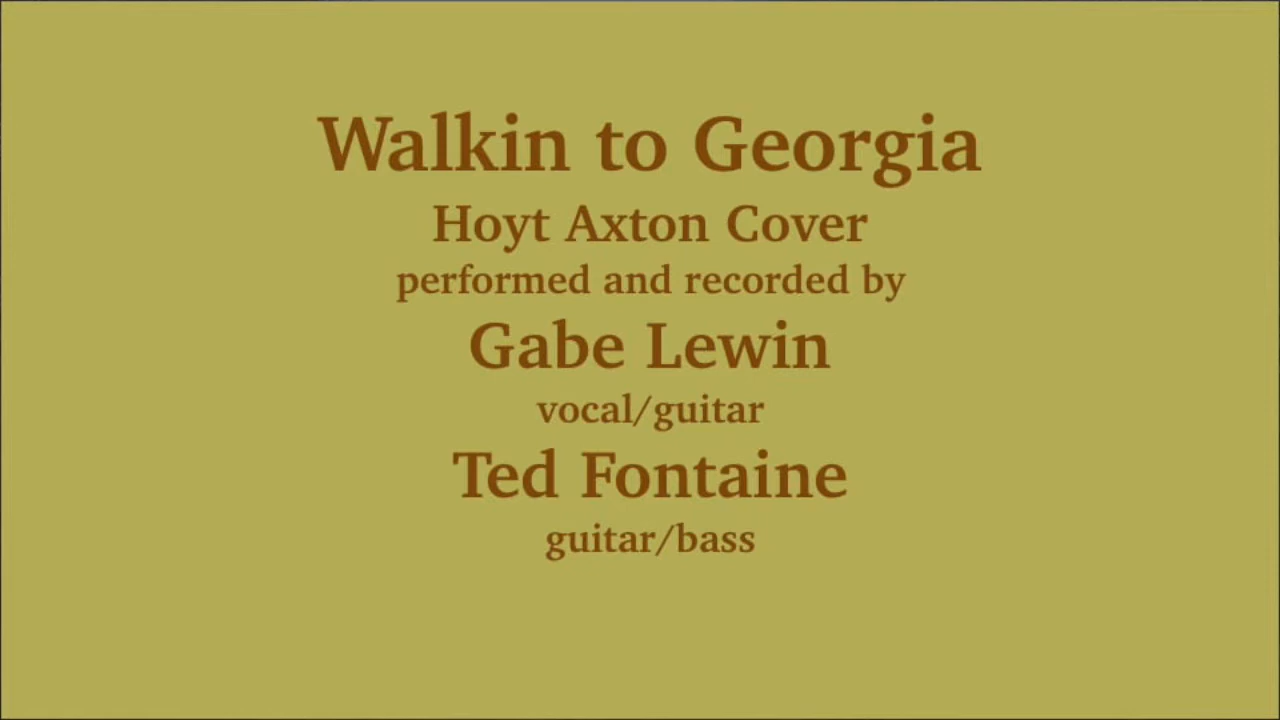 Walkin to Georgia
Hoyt Axton Cover
performed and recorded by
Gabe Lewin
vocal/guitar
Ted Fontaine
guitar/bass